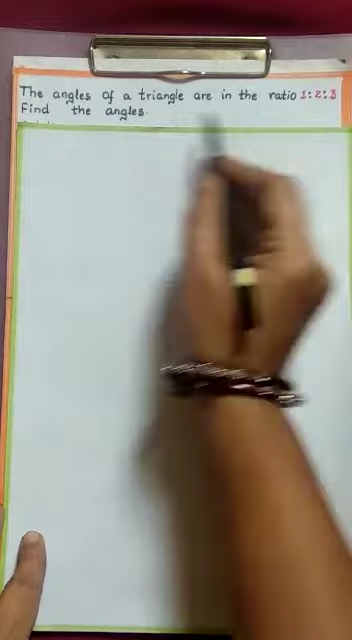 The angles of a triangle are in the ratio 1:2:3
Find the angles.